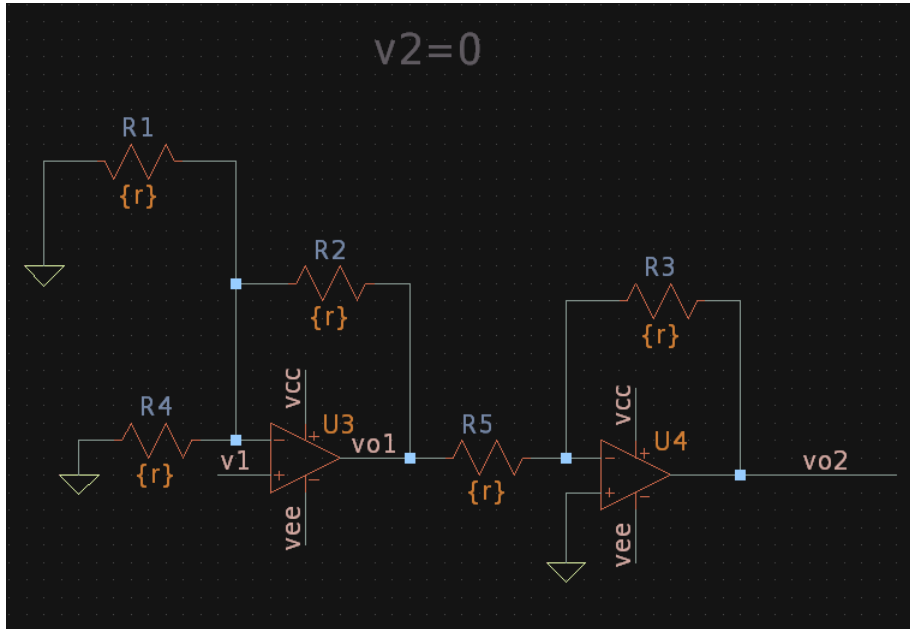 v2=0
R1
{r}
R2
{r}
R3
{r}
R4
{r}
v1
vcc
U3
vo1
vee
R5
{r}
vcc
U4
vo2
vee